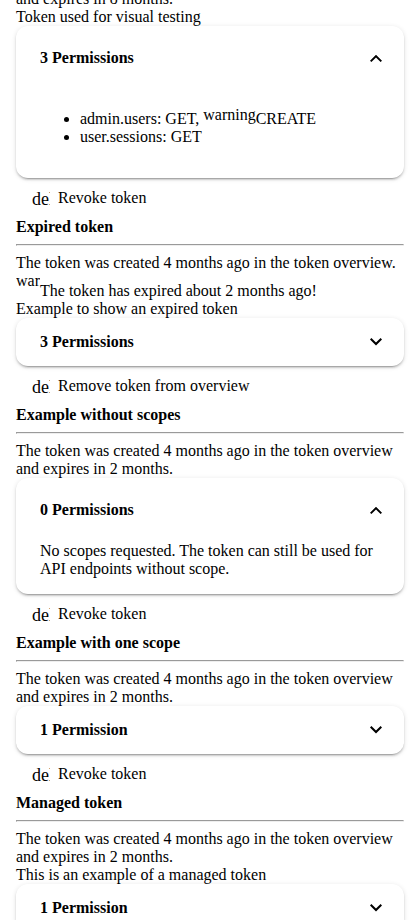 and expires in 8 months.
Token used for visual testing
3 Permissions
admin.users: GET, warningCREATE
user.sessions: GET
de Revoke token
Expired token
The token was created 4 months ago in the token overview.
war The token has expired about 2 months ago!
Example to show an expired token
3 Permissions
de Remove token from overview
Example without scopes
The token was created 4 months ago in the token overview
and expires in 2 months.
0 Permissions
No scopes requested. The token can still be used for
API endpoints without scope.
de Revoke token
Example with one scope
The token was created 4 months ago in the token overview
and expires in 2 months.
1 Permission
de Revoke token
Managed token
The token was created 4 months ago in the token overview
and expires in 2 months.
This is an example of a managed token
1 Permission